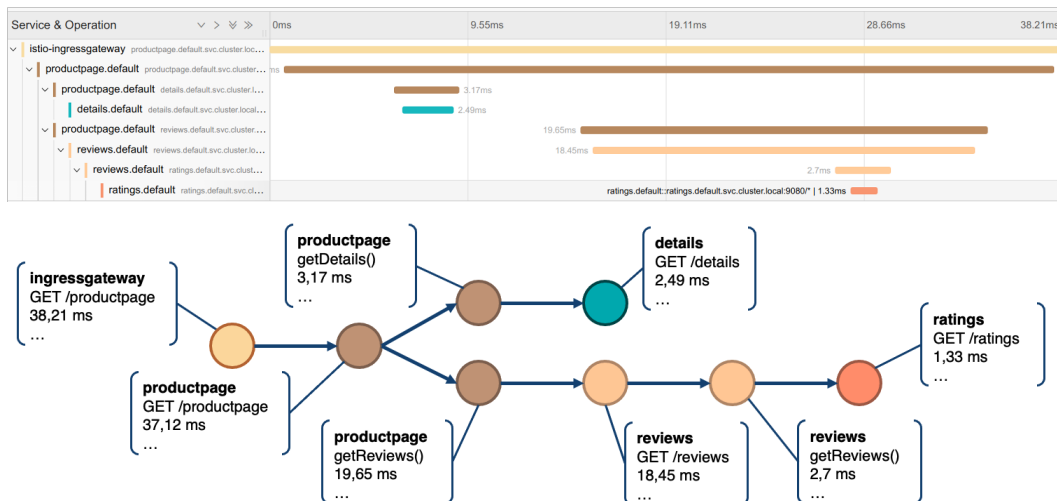 Service & Operation
0ms
9.55ms
19.11ms
28.66ms
38.21ms
istio-ingressgateway productpage.default.svc.cluster.loc...
productpage.default productpage.default.svc.cluster...
ms
productpage.default details.default.svc.cluster.l...
3.17ms
details.default details.default.svc.cluster.local...
2.49ms
productpage.default reviews.default.svc.cluster....
19.65ms
reviews.default reviews.default.svc.cluster.lo...
18.45ms
reviews.default ratings.default.svc.cluster....
2.7ms
ratings.default ratings.default.svc.cl...
ratings.default::ratings.default.svc.cluster.local:9080/* | 1.33ms
productpage
getDetails()
3,17 ms
...
details
GET /details
2,49 ms
...
ingressgateway
GET /productpage
38,21 ms
...
ratings
GET /ratings
1,33 ms
...
productpage
GET /productpage
37,12 ms
...
productpage
getReviews()
19,65 ms
...
reviews
GET /reviews
18,45 ms
...
reviews
getReviews()
2,7 ms
...